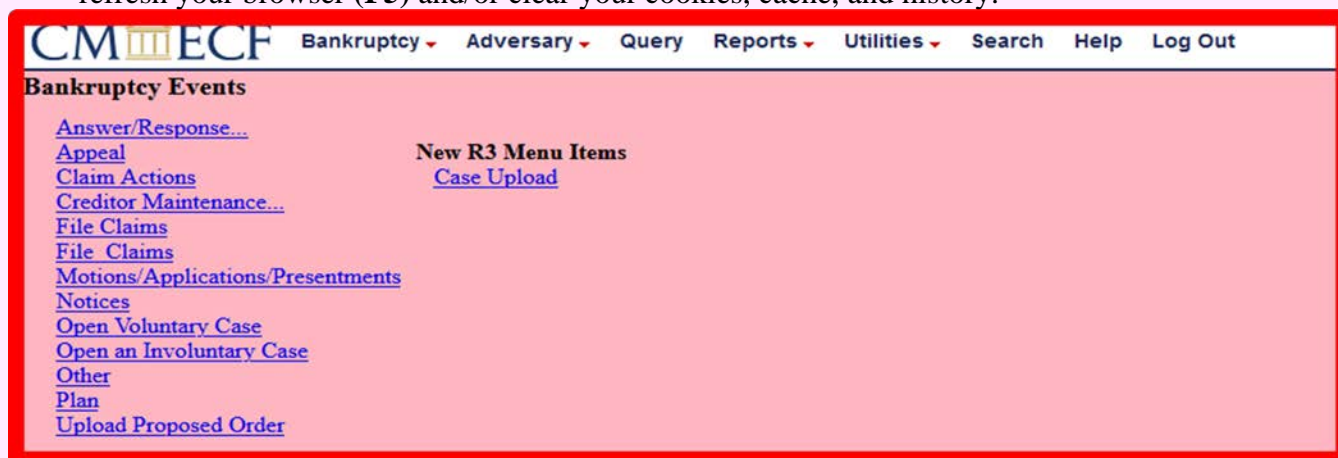 refresh your browser (F5) and/or clear your cookies, cache, and history.
CM ECF Bankruptcy Adversary Query Reports Utilities Search Help Log Out
Bankruptcy Events
Answer/Response...
Appeal New R3 Menu Items
Claim Actions Case Upload
Creditor Maintenance...
File Claims
File Claims
Motions/Applications/Presentments
Notices
Open Voluntary Case
Open an Involuntary Case
Other
Plan
Upload Proposed Order